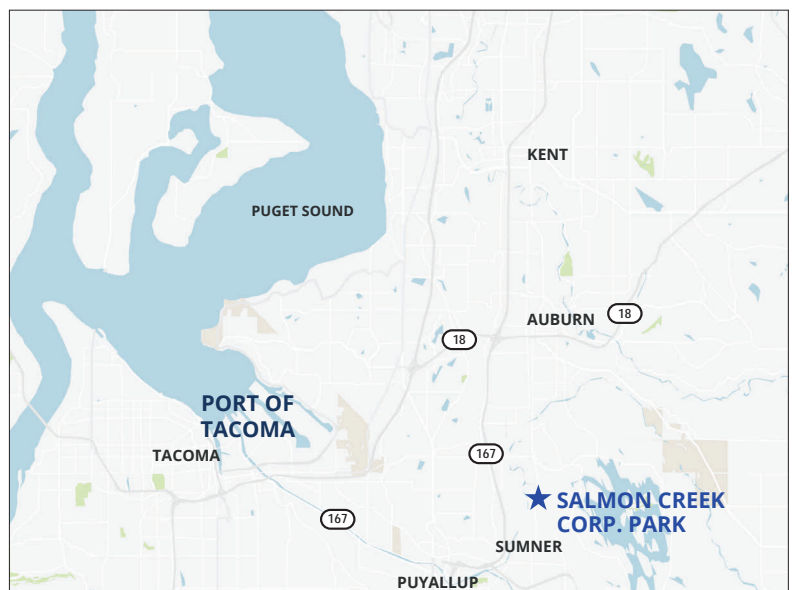 KENT
PUGET SOUND
18
AUBURN
18
PORT OF
TACOMA
TACOMA
167
SALMON CREEK
CORP. PARK
167
SUMNER
PUYALLUP